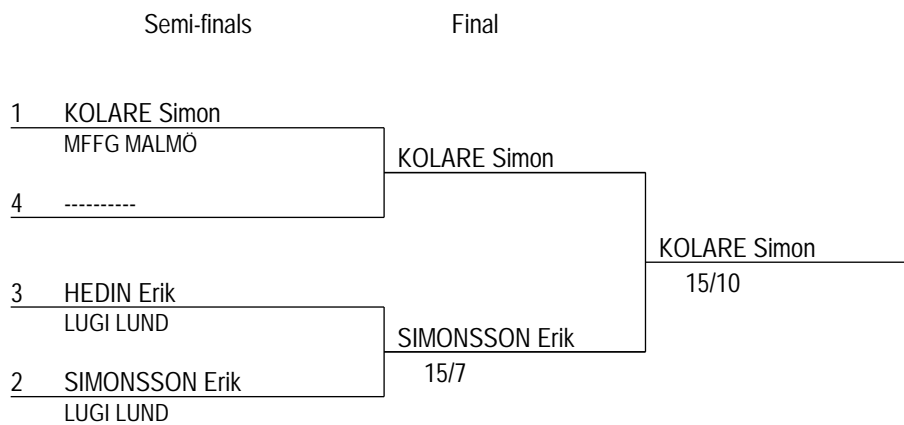 Semi-finals Final
1 KOLARE Simon
MFFG MALMÖ
KOLARE Simon
4 ----------
KOLARE Simon
15/10
3 HEDIN Erik
LUGI LUND
SIMONSSON Erik
15/7
2 SIMONSSON Erik
LUGI LUND